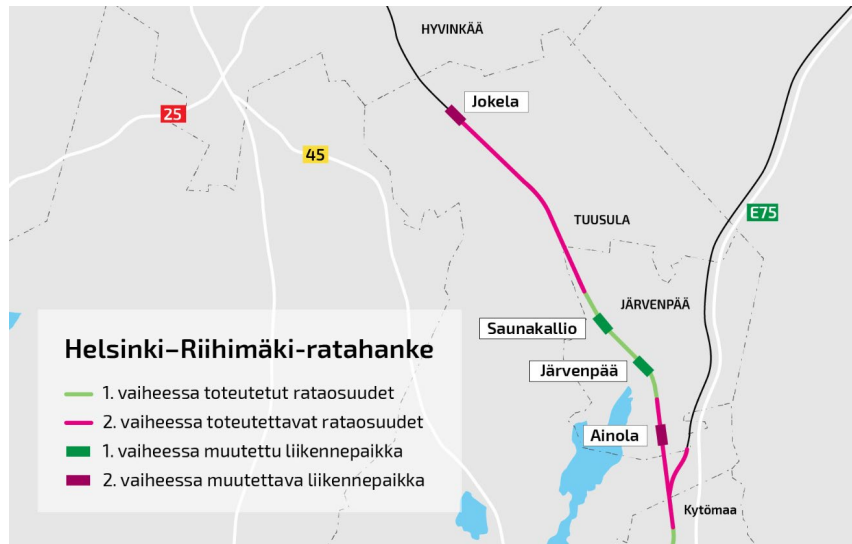 HYVINKÄÄ
Jokela
25
45
TUUSULA
E75
JÄRVENPÄÄ
Saunakallio
Järvenpää
Ainola
Kytömaa
Helsinki–Riihimäki-ratahanke
1. vaiheessa toteutetut rataosuudet
2. vaiheessa toteutettavat rataosuudet
1. vaiheessa muutettu liikennepaikka
2. vaiheessa muutettava liikennepaikka